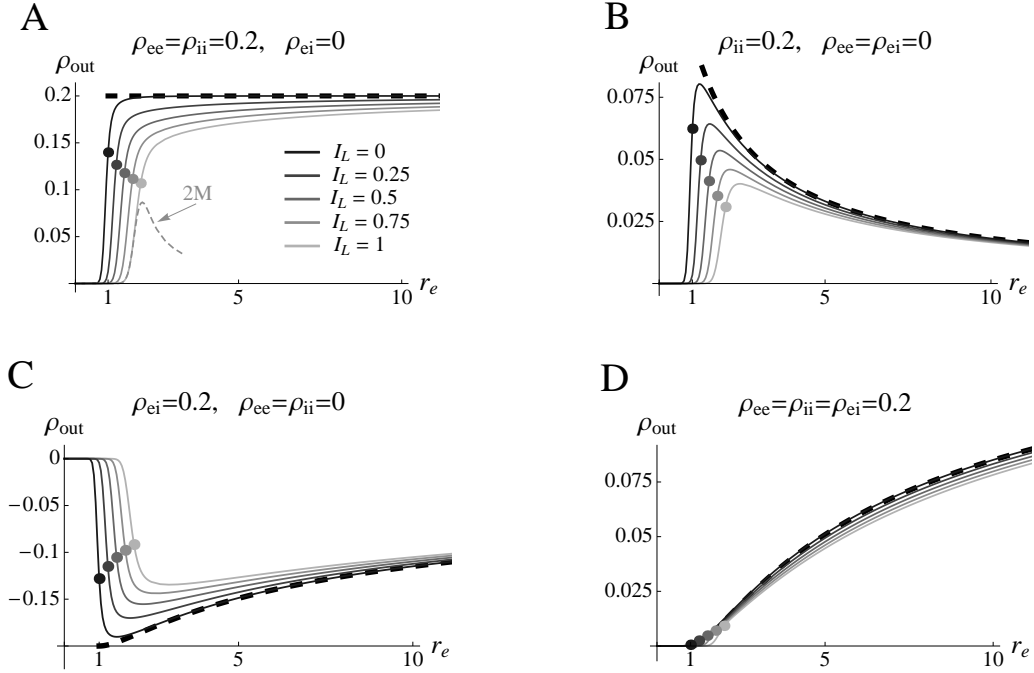 A
ρee=ρii=0.2, ρei=0
ρout
0.2
0.15
0.1
0.05
2M
IL = 0
IL = 0.25
IL = 0.5
IL = 0.75
IL = 1
1
5
10
re
B
ρii=0.2, ρee=ρei=0
ρout
0.075
0.05
0.025
1
5
10
re
C
ρei=0.2, ρee=ρii=0
ρout
0
−0.05
−0.1
−0.15
1
5
10
re
D
ρee=ρii=ρei=0.2
ρout
0.075
0.05
0.025
1
5
10
re